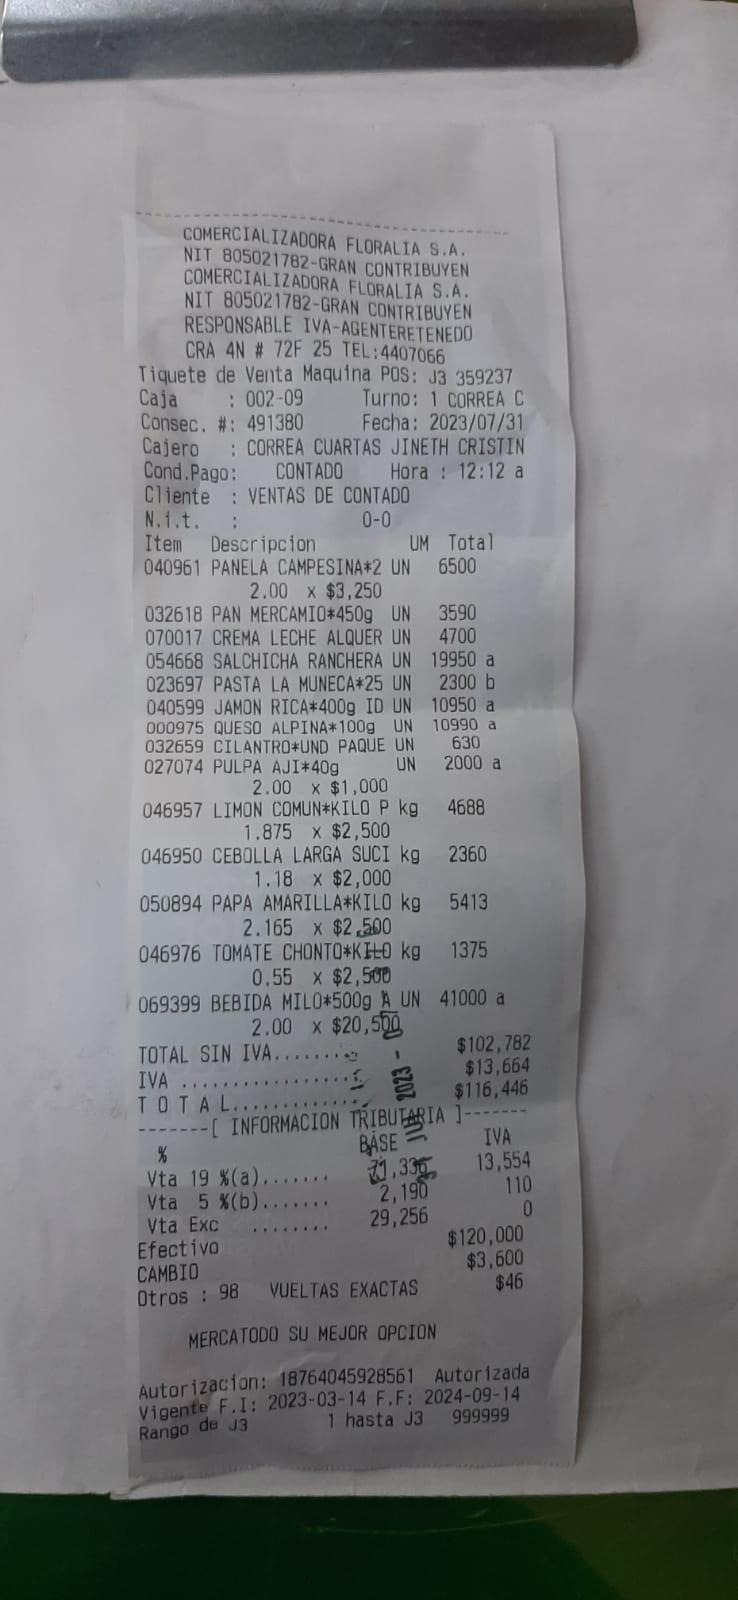 COMERCIALIZADORA FLORALIA S.A.
NIT 805021782-GRAN CONTRIBUYEN
COMERCIALIZADORA FLORALIA S.A.
NIT 805021782-GRAN CONTRIBUYEN
RESPONSABLE IVA-AGENTERETENEDO
CRA 4N # 72F 25 TEL:4407066
Tiquete de Venta Maquina POS: J3 359237
Caja : 002-09 Turno: 1 CORREA C
Consec. #: 491380 Fecha: 2023/07/31
Cajero : CORREA CUARTAS JINETH CRISTIN
Cond.Pago: CONTADO Hora : 12:12 a
Cliente : VENTAS DE CONTADO
N.i.t. : 0-0
Item Descripcion UM Total
040961 PANELA CAMPESINA*2 UN 6500
2.00 x $3,250
032618 PAN MERCAMIO*450g UN 3590
070017 CREMA LECHE ALQUER UN 4700
054668 SALCHICHA RANCHERA UN 19950 a
023697 PASTA LA MUNECA*25 UN 2300 b
040599 JAMON RICA*400g ID UN 10950 a
000975 QUESO ALPINA*100g UN 10990 a
032659 CILANTRO*UND PAQUE UN 630
027074 PULPA AJI*40g UN 2000 a
2.00 x $1,000
046957 LIMON COMUN*KILO P kg 4688
1.875 x $2,500
046950 CEBOLLA LARGA SUCI kg 2360
1.18 x $2,000
050894 PAPA AMARILLA*KILO kg 5413
2.165 x $2,500
046976 TOMATE CHONTO*KILO kg 1375
0.55 x $2,500
069399 BEBIDA MILO*500g A UN 41000 a
2.00 x $20,500
TOTAL SIN IVA........ $102,782
IVA .................. $13,664
T O T A L............. $116,446
-------[ INFORMACION TRIBUTARIA ]-------
% BASE IVA
Vta 19 %(a)....... 71,336 13,554
Vta 5 %(b)....... 2,190 110
Vta Exc ........ 29,256 0
Efectivo $120,000
CAMBIO $3,600
Otros : 98 VUELTAS EXACTAS $46
MERCATODO SU MEJOR OPCION
Autorizacion: 18764045928561 Autorizada
Vigente F.I: 2023-03-14 F.F: 2024-09-14
Rango de J3 1 hasta J3 999999
2023